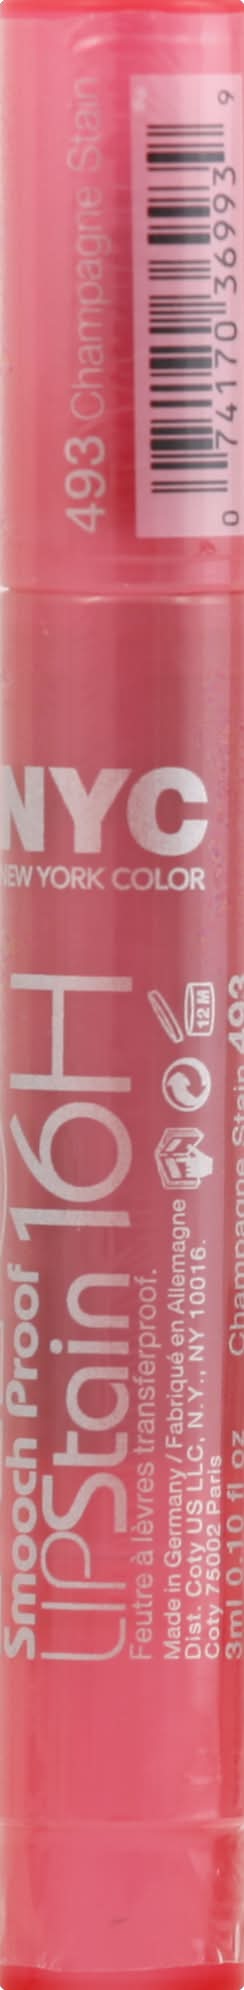 493 Champagne Stain
0 74170 36993 9
NYC
NEW YORK COLOR
Smooch Proof
LIPStain 16H
Feutre à lèvres transferproof.
12M
Made in Germany / Fabriqué en Allemagne
Dist. Coty US LLC, N.Y., NY 10016.
Coty 75002 Paris
3ml 0.10 fl oz
Champagne Stain 493